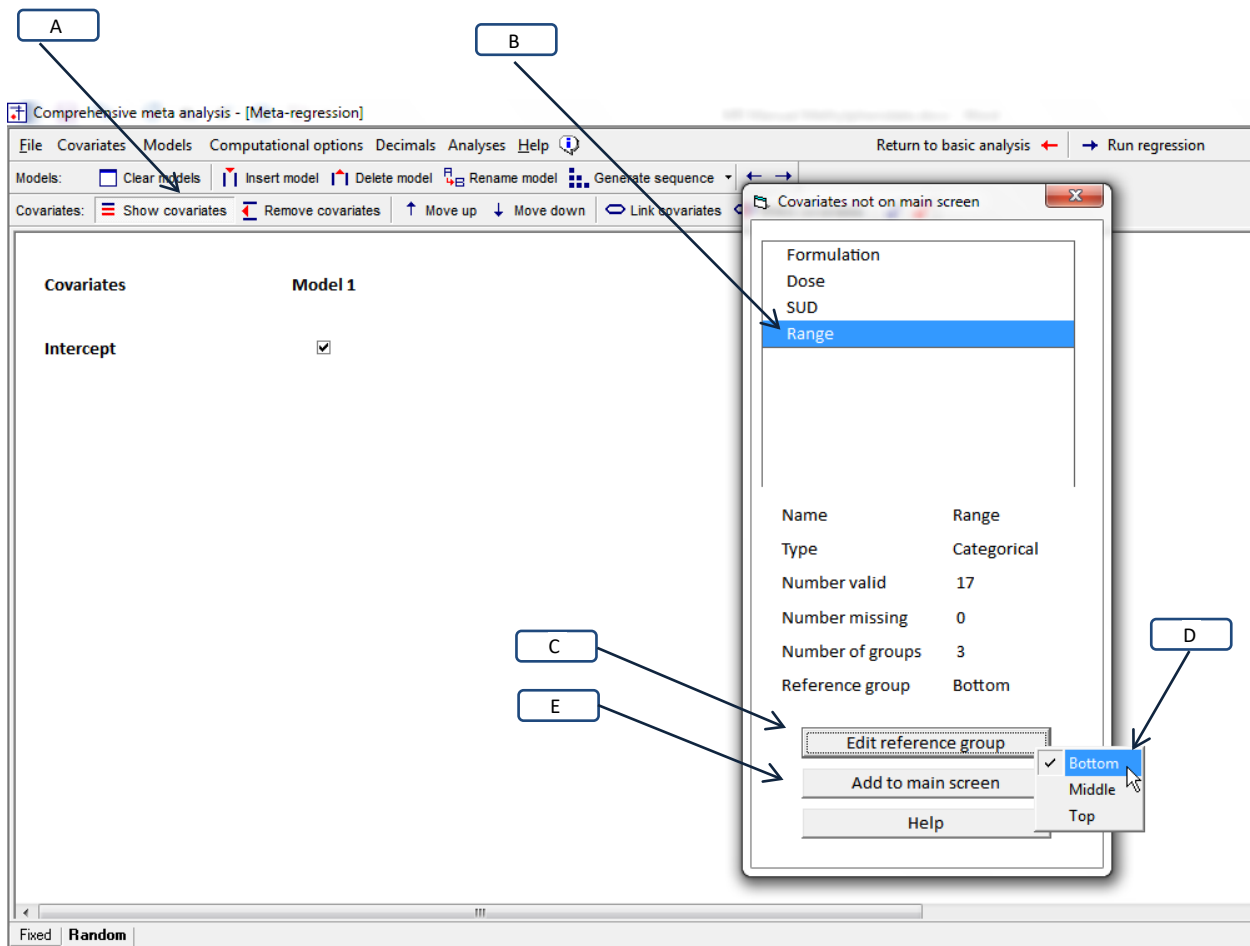 A
B
Comprehensive meta analysis - [Meta-regression]
File Covariates Models Computational options Decimals Analyses Help
Return to basic analysis Run regression
Models: Clear models Insert model Delete model Rename model Generate sequence
Covariates: Show covariates Remove covariates Move up Move down Link covariates
Covariates Model 1
Intercept
Covariates not on main screen
Formulation
Dose
SUD
Range
Name Range
Type Categorical
Number valid 17
Number missing 0
Number of groups 3
Reference group Bottom
C
D
E
Edit reference group
Add to main screen
Help
Bottom
Middle
Top
Fixed Random